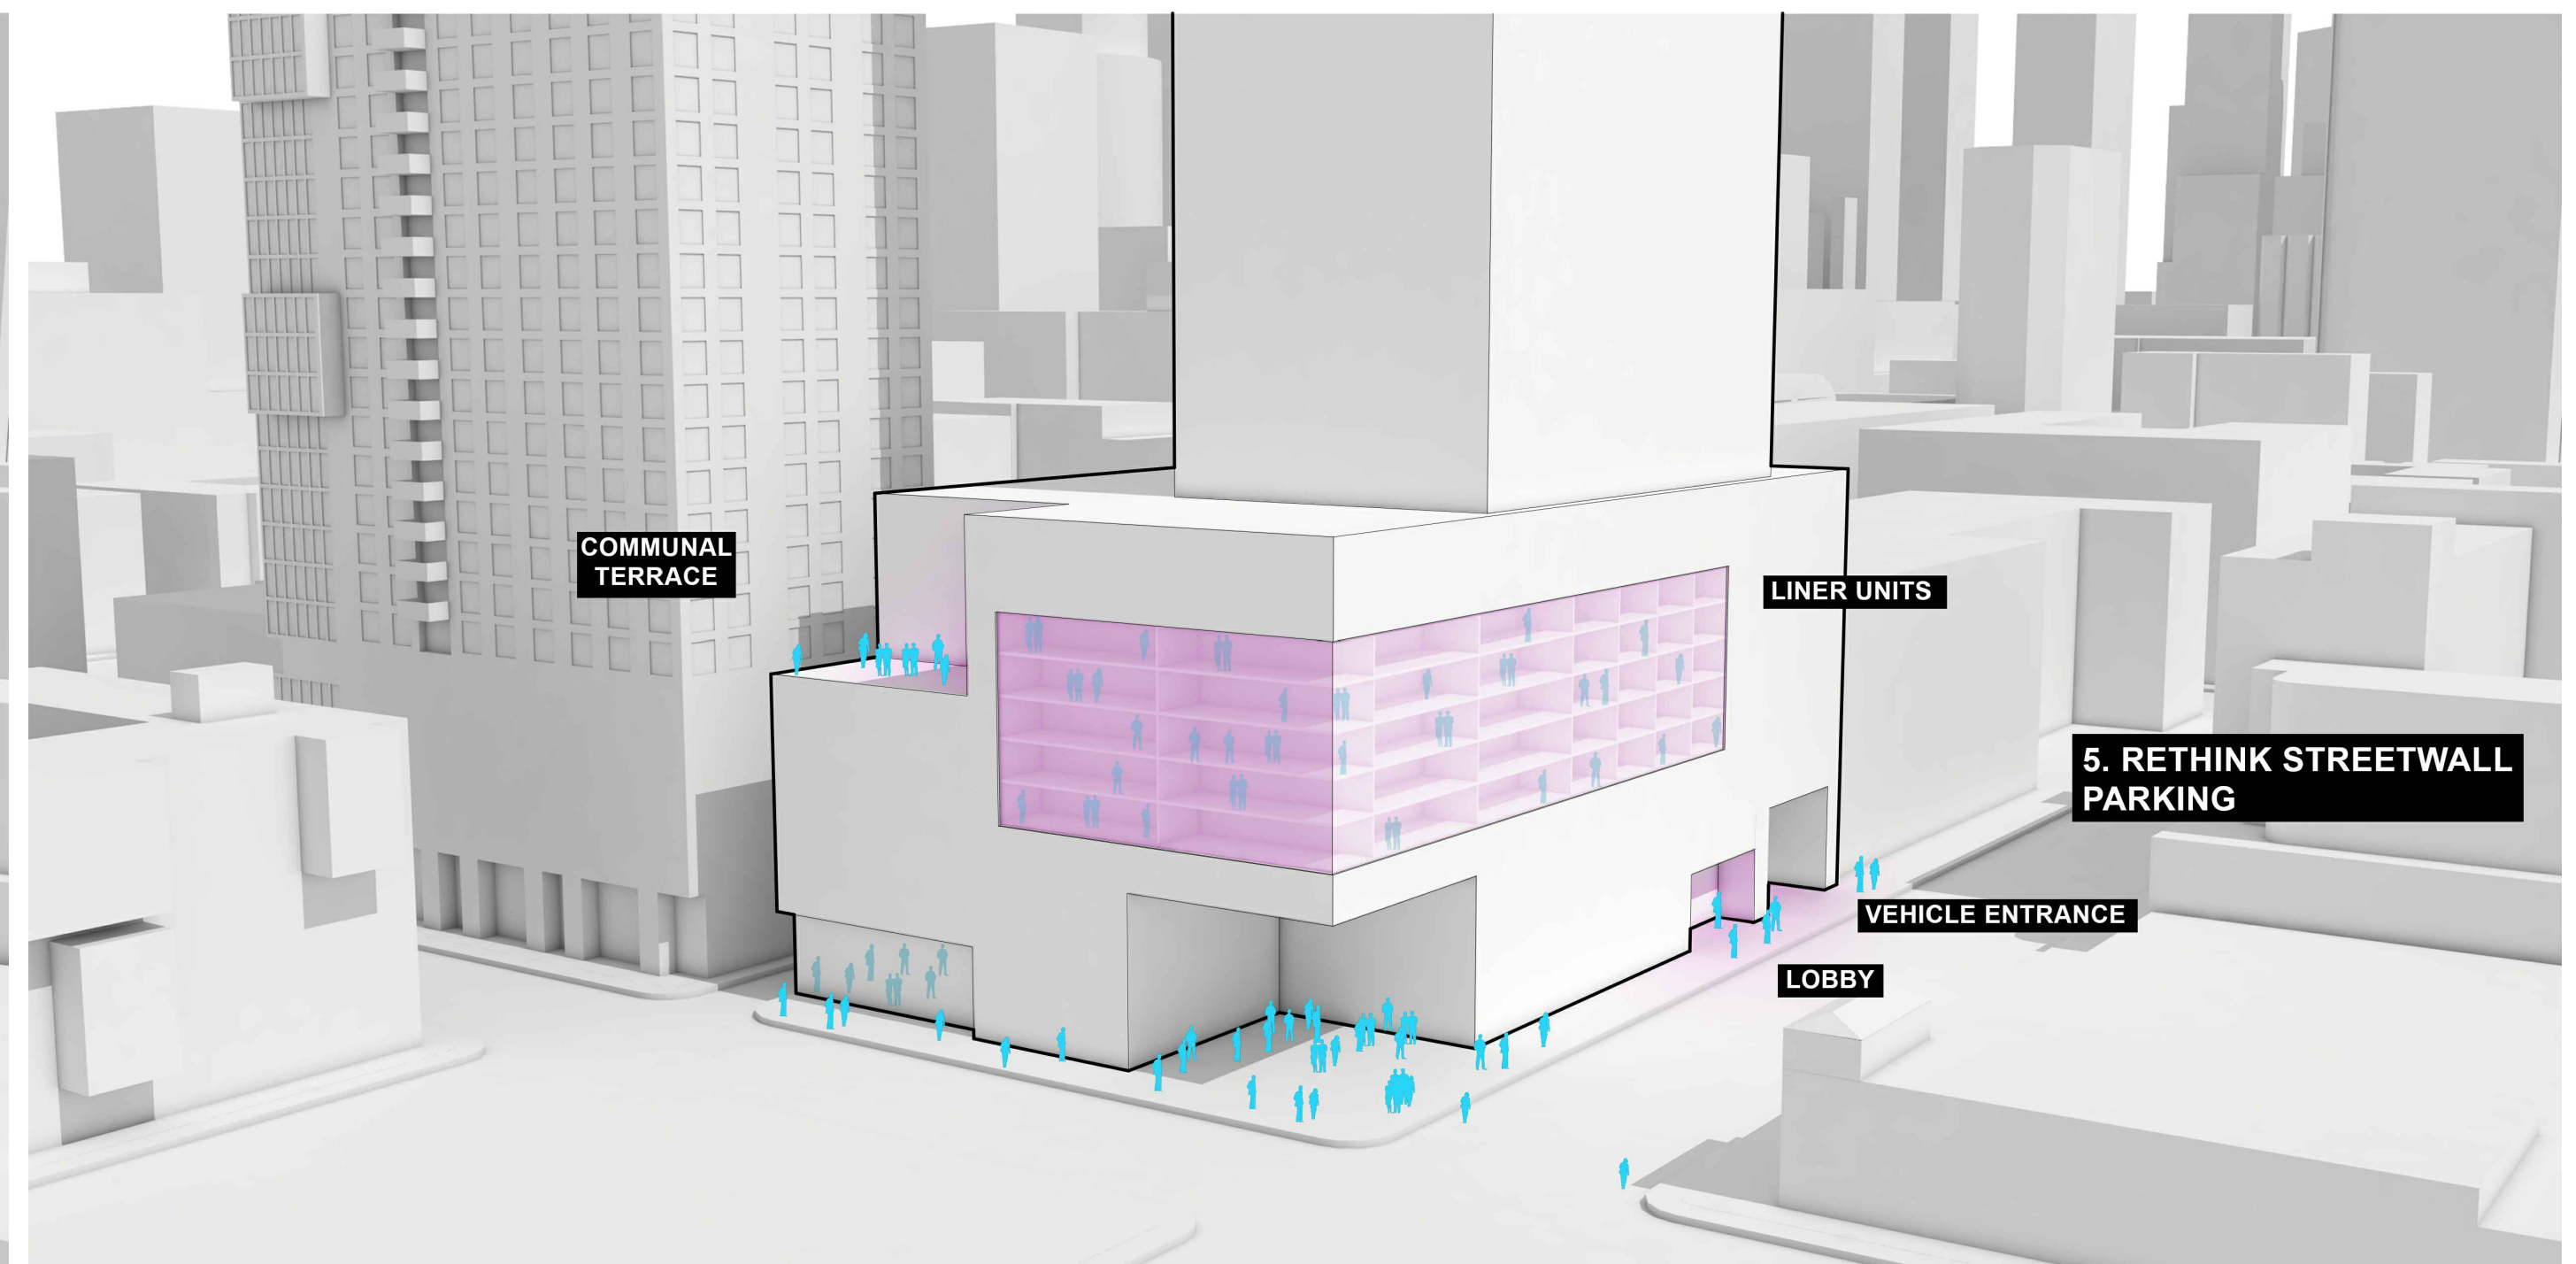 COMMUNAL
TERRACE
LINER UNITS
5. RETHINK STREETWALL
PARKING
VEHICLE ENTRANCE
LOBBY